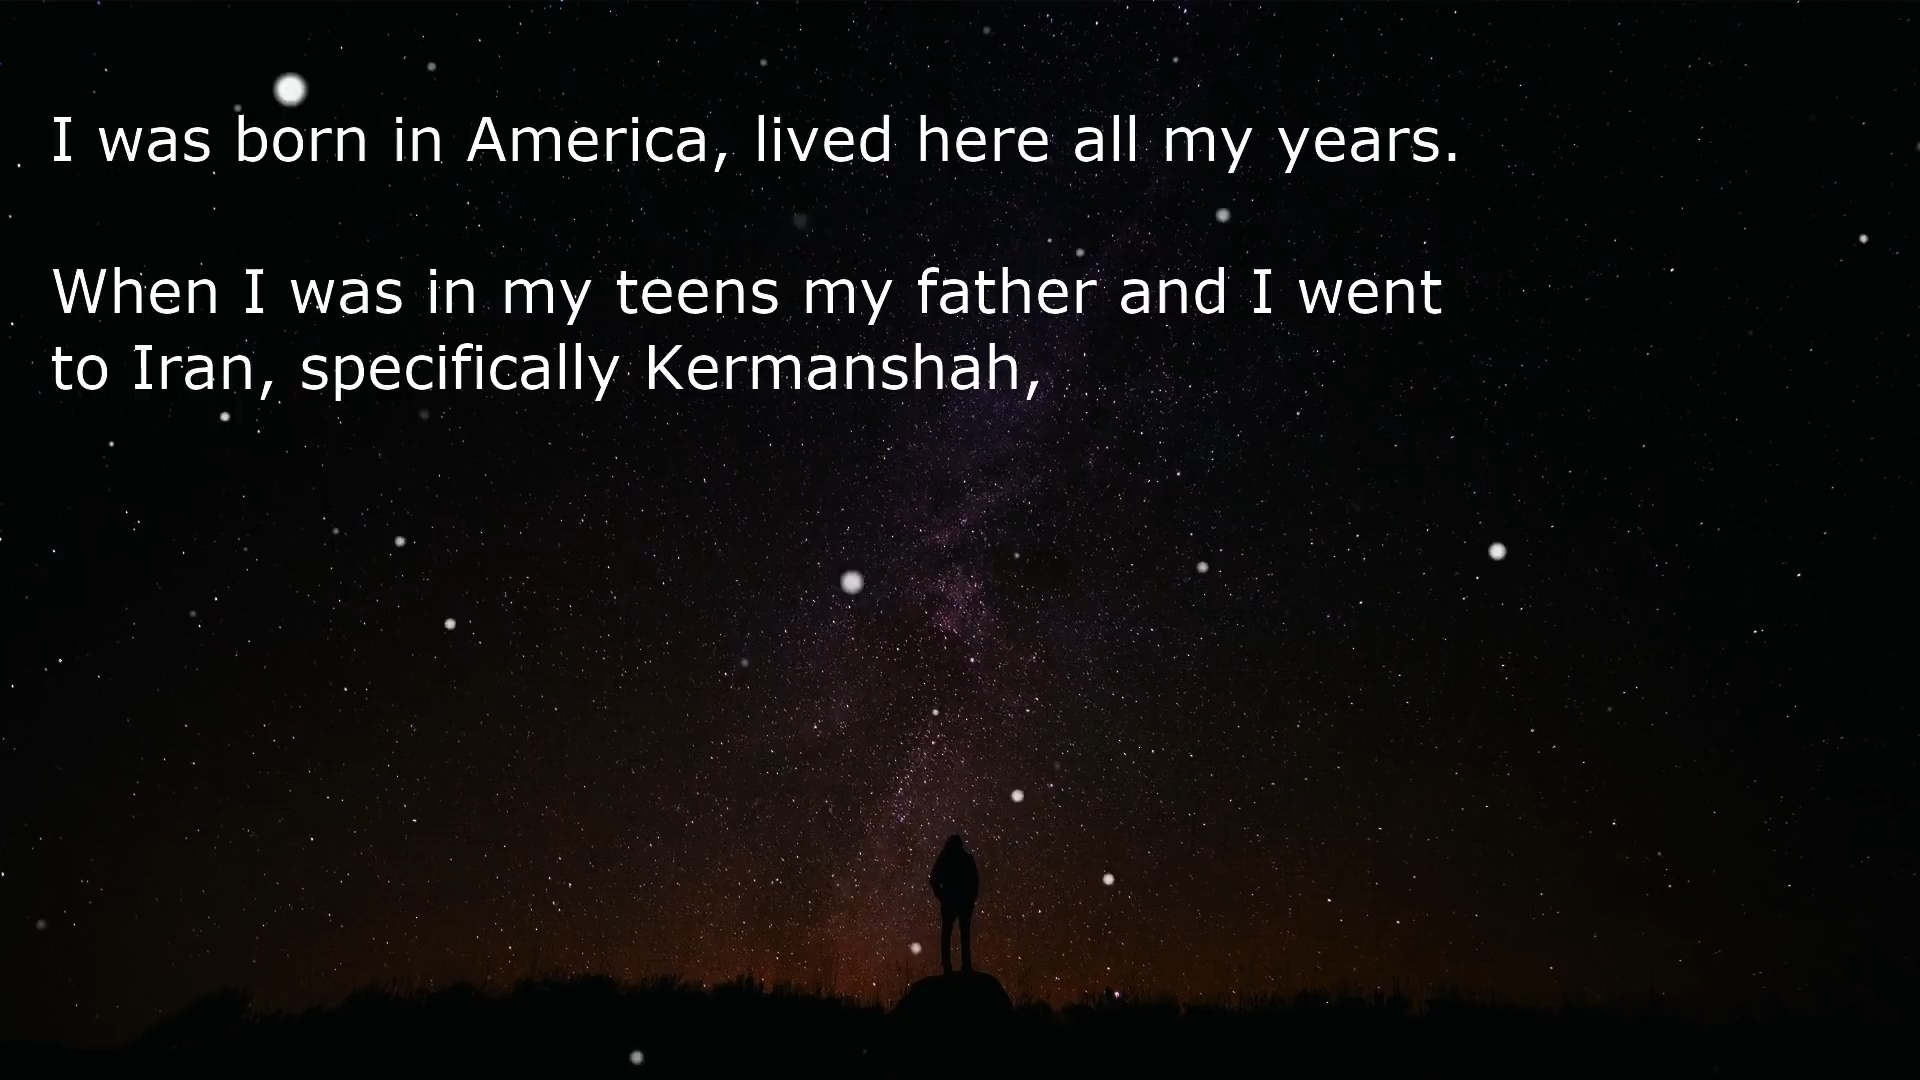 I was born in America, lived here all my years.
When I was in my teens my father and I went
to Iran, specifically Kermanshah,